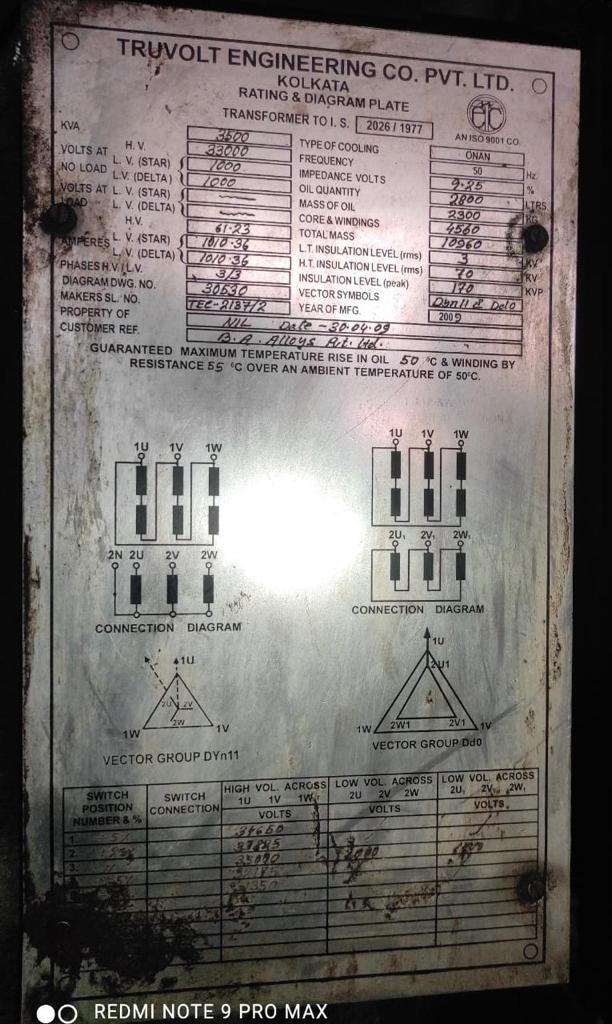 TRUVOLT ENGINEERING CO. PVT. LTD.
KOLKATA
RATING & DIAGRAM PLATE
TRANSFORMER TO I. S. 2026 / 1977
AN ISO 9001 CO.
KVA 3500 TYPE OF COOLING ONAN
VOLTS AT NO LOAD H. V. 33000 FREQUENCY 50 Hz
L. V. (STAR) 1000 IMPEDANCE VOLTS 9.25 %
L.V. (DELTA) 1000 OIL QUANTITY 2800 LTRS
VOLTS AT LOAD L. V. (STAR) MASS OF OIL 2300 KG
L. V. (DELTA) CORE & WINDINGS 4560
AMPERES H.V. 61.23 TOTAL MASS 10960
L. V. (STAR) 1010.36 L.T. INSULATION LEVEL (rms) 3 KV
L. V. (DELTA) 1010.36 H.T. INSULATION LEVEL (rms) 70 KV
PHASES H.V. / L.V. 3/3 INSULATION LEVEL (peak) 170 KVP
DIAGRAM DWG. NO. 30530 VECTOR SYMBOLS Dyn11 & Dd0
MAKERS SL. NO. TEC-2137/2 YEAR OF MFG. 2009
PROPERTY OF NIL Date - 30.04.09
CUSTOMER REF. B. A. Alloys Pvt. Ltd.
GUARANTEED MAXIMUM TEMPERATURE RISE IN OIL 50 °C & WINDING BY
RESISTANCE 55 °C OVER AN AMBIENT TEMPERATURE OF 50°C.
1U 1V 1W
2N 2U 2V 2W
CONNECTION DIAGRAM
1U 1V 1W
2U₁ 2V₁ 2W₁
CONNECTION DIAGRAM
1U
2U 2V
2W
1W 1V
VECTOR GROUP DYn11
1U
2U1
2W1 2V1
1W 1V
VECTOR GROUP Dd0
SWITCH POSITION NUMBER & %
SWITCH CONNECTION
HIGH VOL. ACROSS
1U 1V 1W
VOLTS
LOW VOL. ACROSS
2U 2V 2W
VOLTS
LOW VOL. ACROSS
2U₁ 2V₁ 2W₁
VOLTS
1. 34650
2.
3. 33000
REDMI NOTE 9 PRO MAX